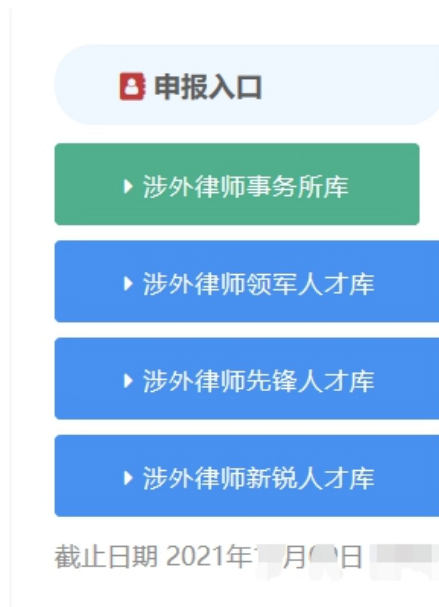 申报入口
涉外律师事务所库
涉外律师领军人才库
涉外律师先锋人才库
涉外律师新锐人才库
截止日期 2021年 月 日